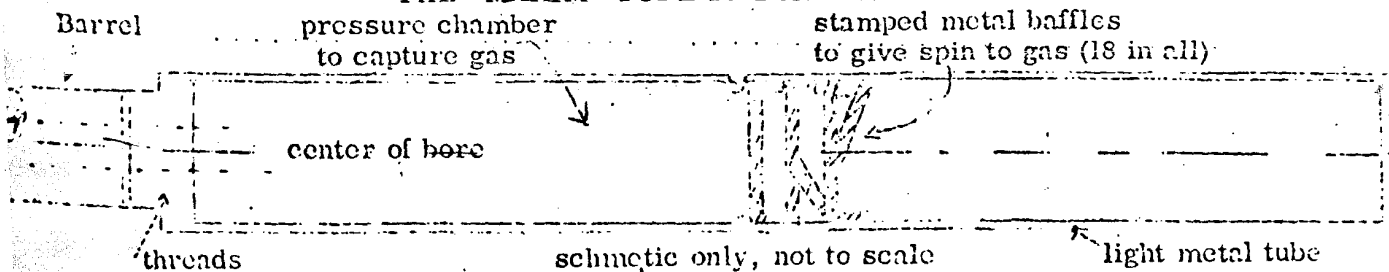 Barrel
pressure chamber
to capture gas
stamped metal baffles
to give spin to gas (18 in all)
center of bore
threads
schmetic only, not to scale
light metal tube